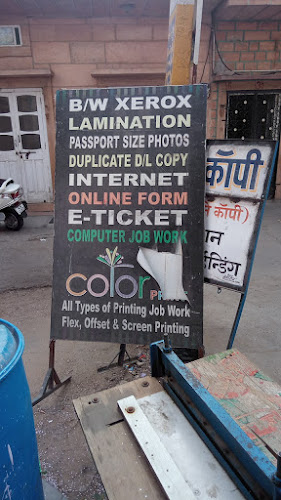 B/W XEROX
LAMINATION
PASSPORT SIZE PHOTOS
DUPLICATE D/L COPY
INTERNET
ONLINE FORM
E-TICKET
COMPUTER JOB WORK
color
All Types of Printing Job Work
Flex, Offset & Screen Printing
कॉपी
कॉपी)